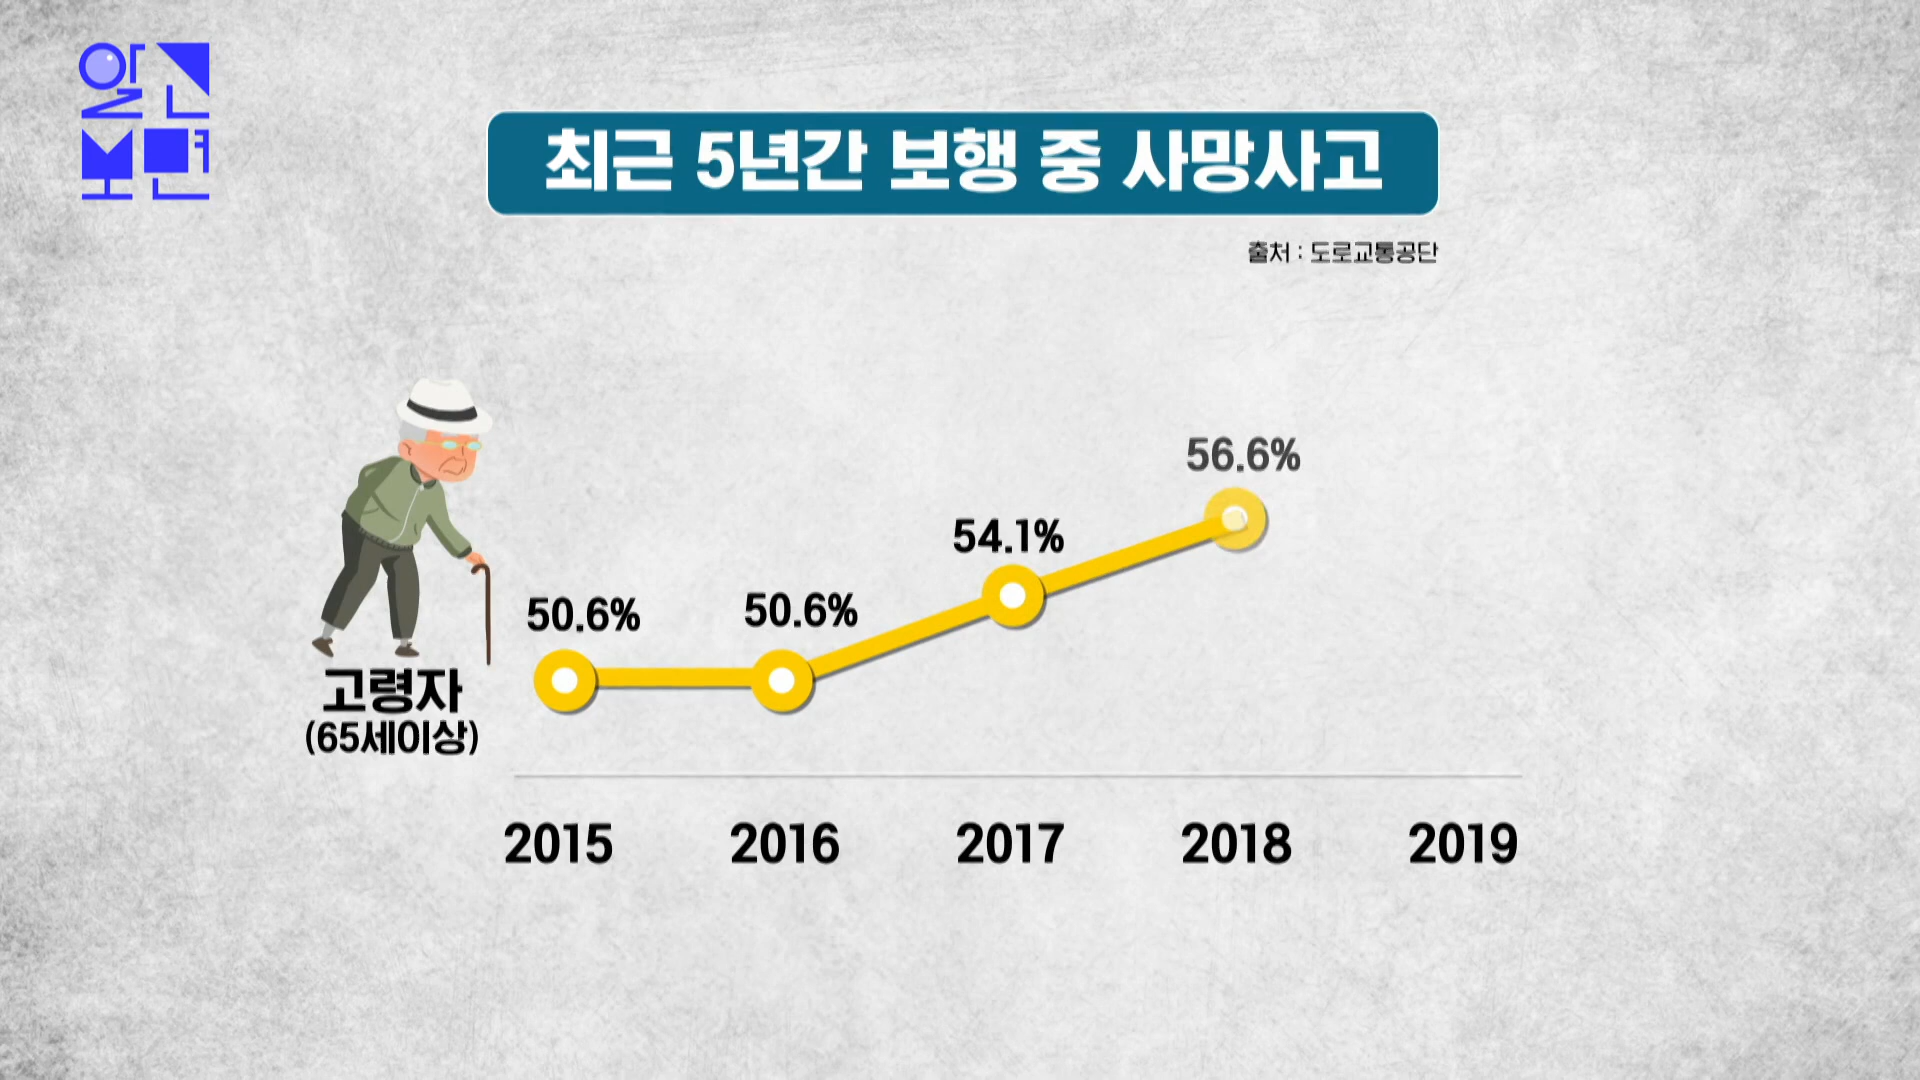 알고
보면
최근 5년간 보행 중 사망사고
출처 : 도로교통공단
56.6%
54.1%
50.6%
50.6%
고령자
(65세이상)
2015
2016
2017
2018
2019